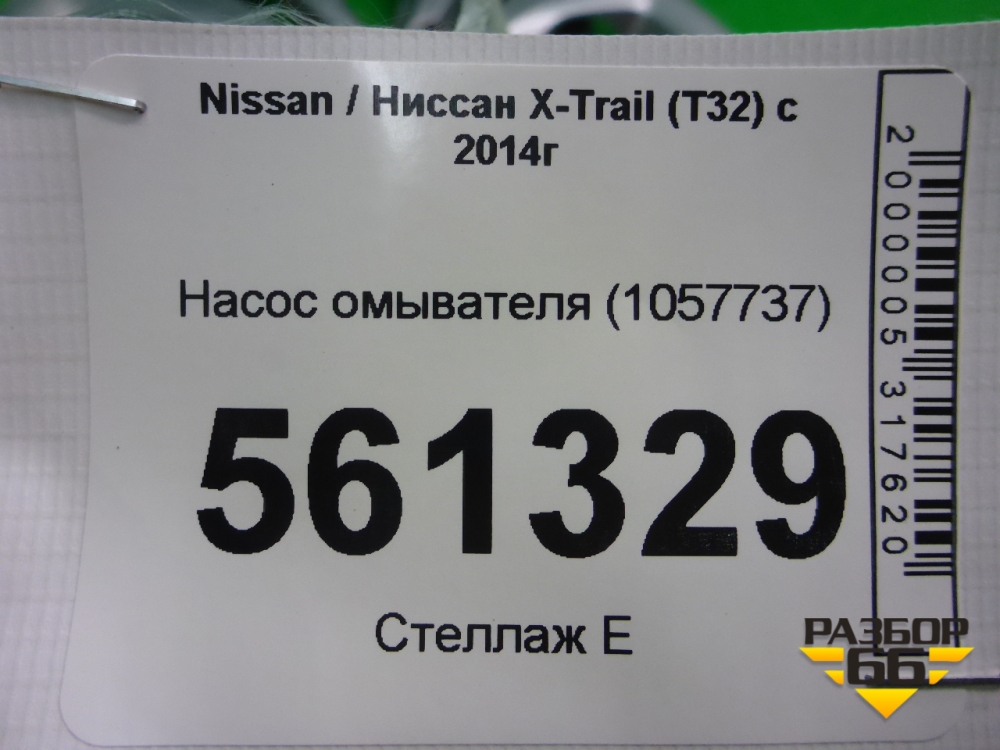 Nissan / Ниссан X-Trail (T32) с
2014г
Насос омывателя (1057737)
561329
Стеллаж Е
2000005317620
РАЗБОР
66